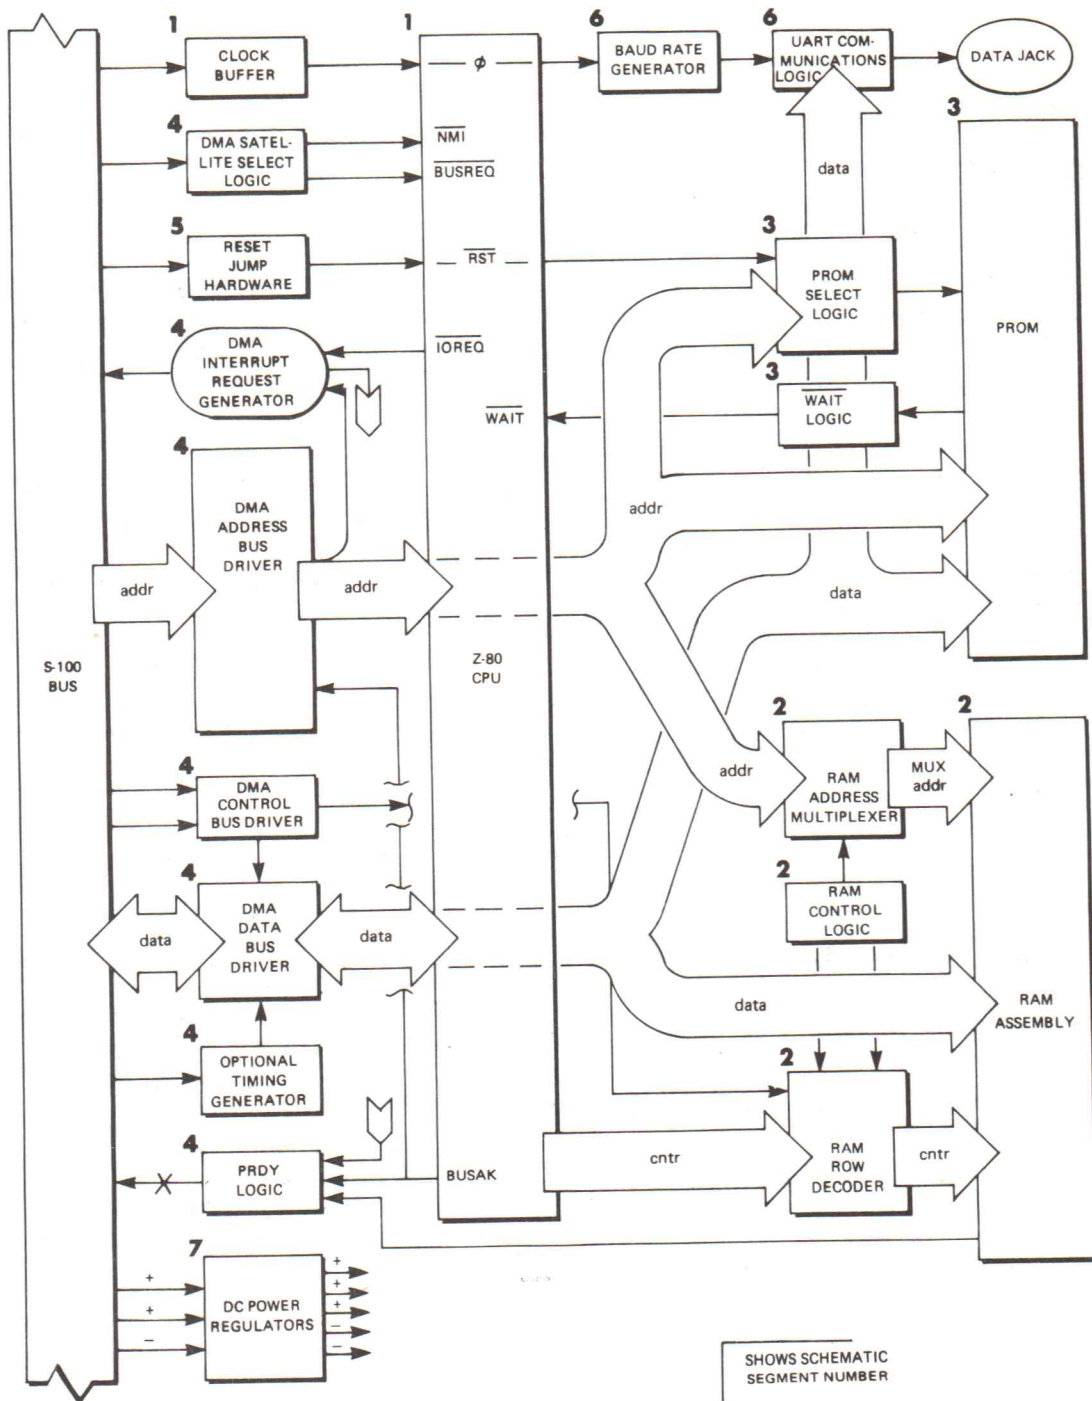 1
CLOCK
BUFFER
1
φ
6
BAUD RATE
GENERATOR
6
UART COM-
MUNICATIONS
LOGIC
DATA JACK
4
DMA SATEL-
LITE SELECT
LOGIC
NMI
BUSREQ
data
3
PROM
5
RESET
JUMP
HARDWARE
RST
3
PROM
SELECT
LOGIC
4
DMA
INTERRUPT
REQUEST
GENERATOR
IOREQ
WAIT
3
WAIT
LOGIC
4
DMA
ADDRESS
BUS
DRIVER
addr
addr
addr
data
S-100
BUS
Z-80
CPU
addr
2
RAM
ADDRESS
MULTIPLEXER
MUX
addr
2
RAM
ASSEMBLY
4
DMA
CONTROL
BUS DRIVER
4
DMA
DATA
BUS
DRIVER
data
data
2
RAM
CONTROL
LOGIC
data
4
OPTIONAL
TIMING
GENERATOR
2
RAM
ROW
DECODER
cntr
cntr
4
PRDY
LOGIC
BUSAK
7
DC POWER
REGULATORS
+
+
−
+
+
+
−
−
SHOWS SCHEMATIC
SEGMENT NUMBER